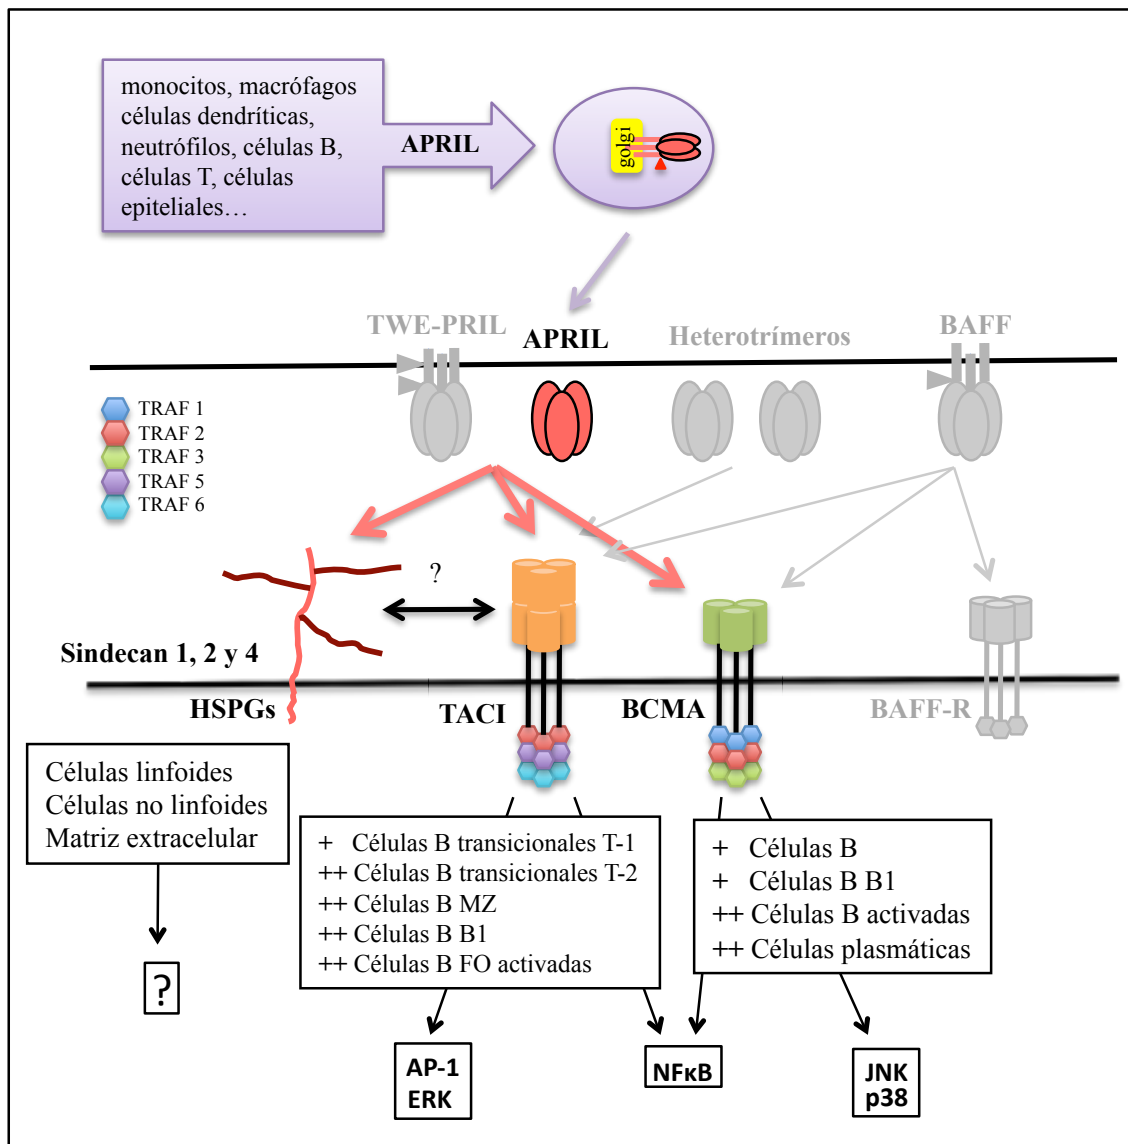 monocitos, macrófagos
células dendríticas,
neutrófilos, células B,
células T, células
epiteliales…
APRIL
golgi
TWE-PRIL
APRIL
Heterotrímeros
BAFF
TRAF 1
TRAF 2
TRAF 3
TRAF 5
TRAF 6
?
Sindecan 1, 2 y 4
HSPGs
TACI
BCMA
BAFF-R
Células linfoides
Células no linfoides
Matriz extracelular
?
+ Células B transicionales T-1
++ Células B transicionales T-2
++ Células B MZ
++ Células B B1
++ Células B FO activadas
+ Células B
+ Células B B1
++ Células B activadas
++ Células plasmáticas
AP-1
ERK
NFκB
JNK
p38